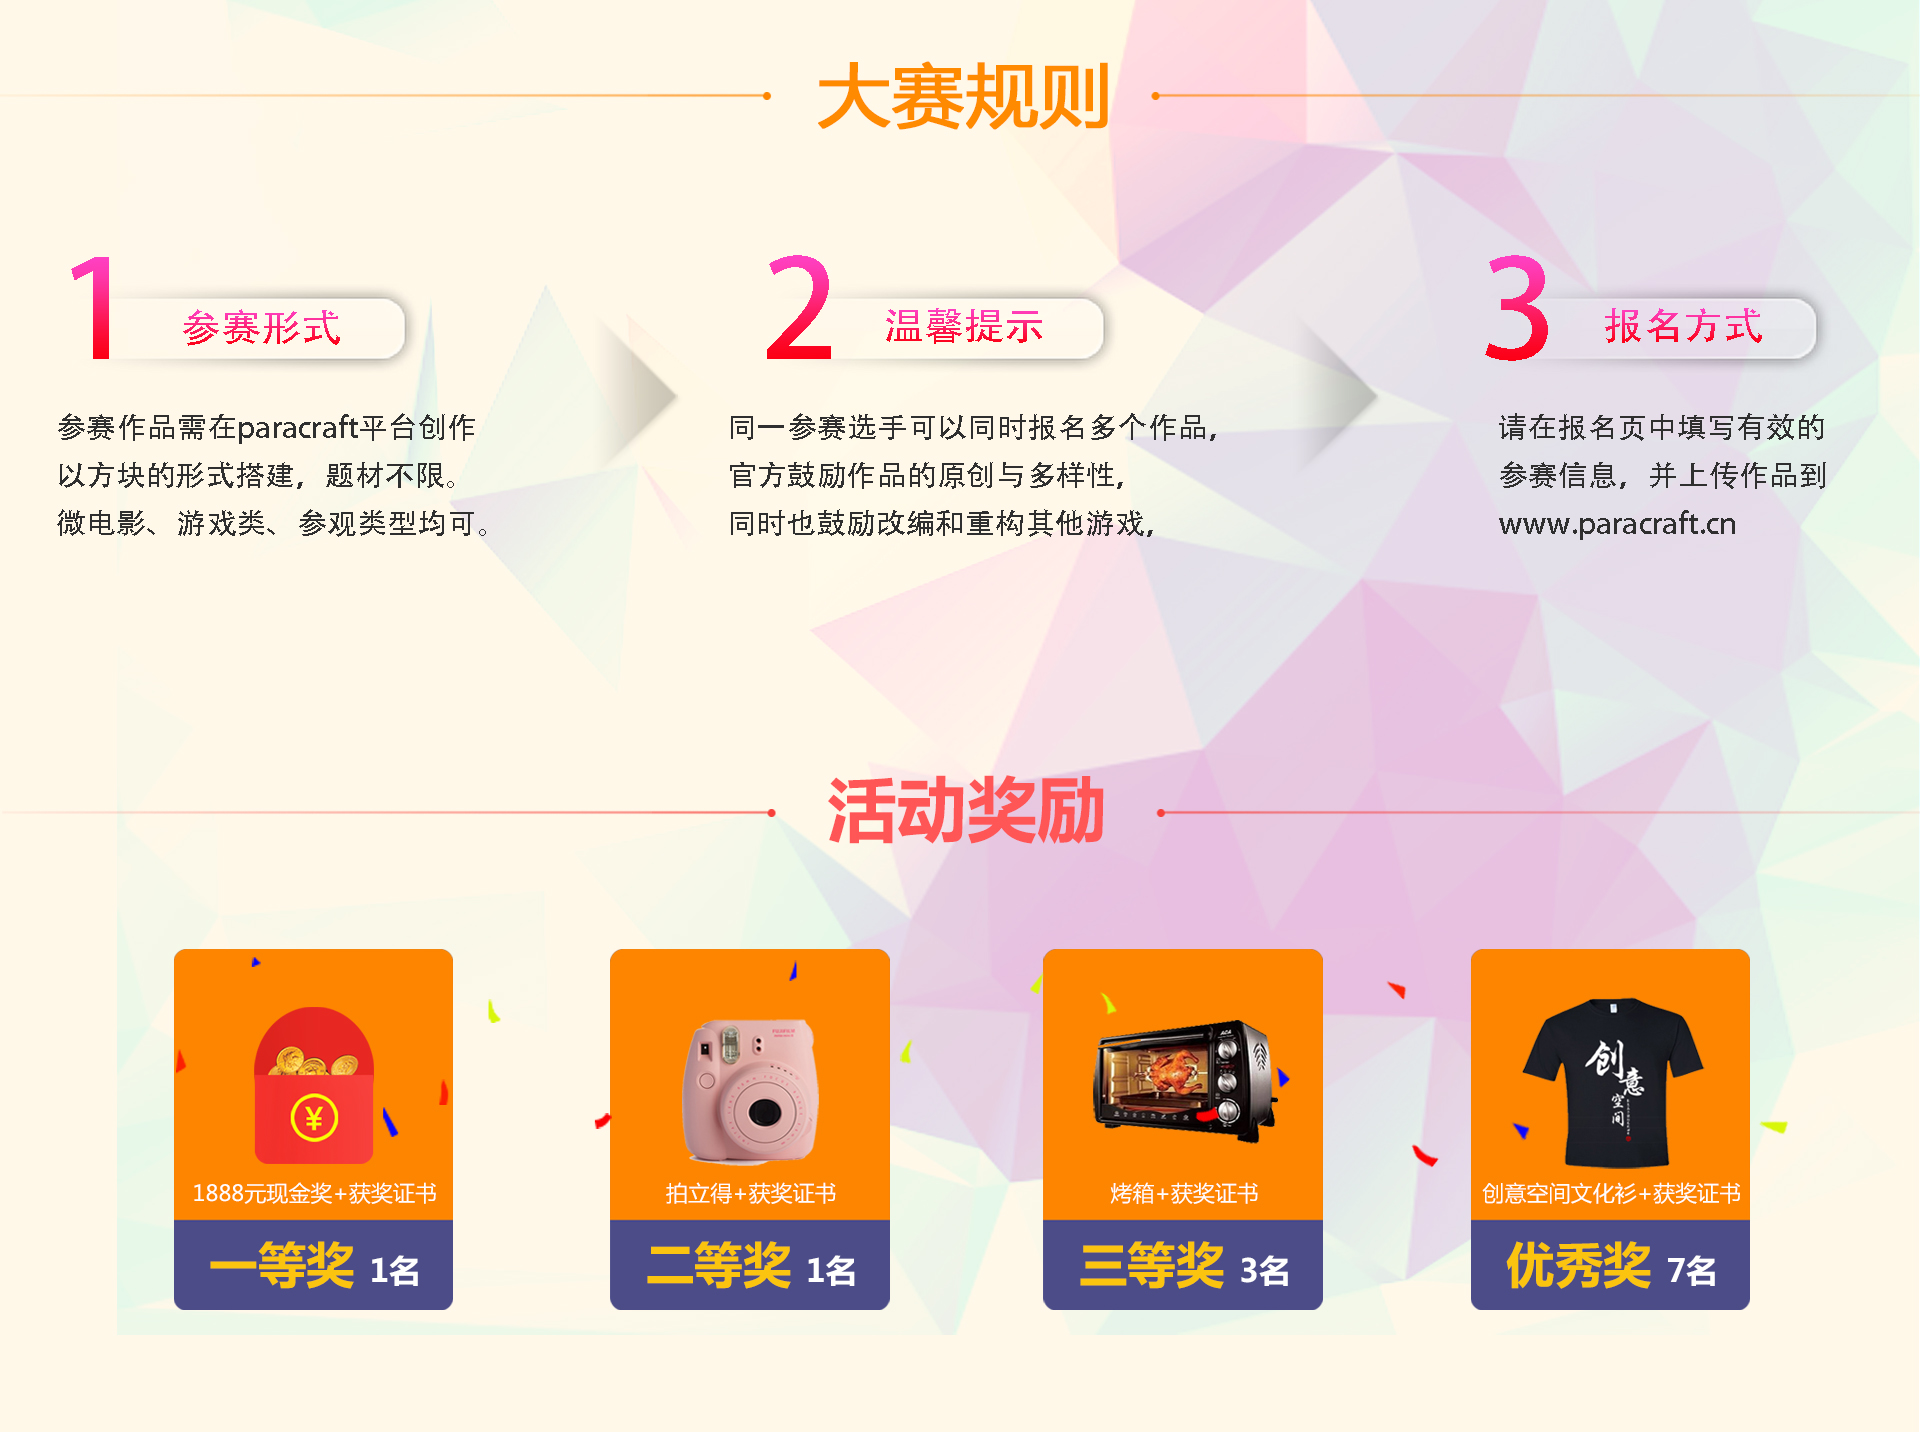 大赛规则
1 参赛形式
参赛作品需在paracraft平台创作
以方块的形式搭建，题材不限。
微电影、游戏类、参观类型均可。
2 温馨提示
同一参赛选手可以同时报名多个作品，
官方鼓励作品的原创与多样性，
同时也鼓励改编和重构其他游戏，
3 报名方式
请在报名页中填写有效的
参赛信息，并上传作品到
www.paracraft.cn
活动奖励
¥
1888元现金奖+获奖证书
一等奖 1名
拍立得+获奖证书
二等奖 1名
ACA
烤箱+获奖证书
三等奖 3名
创意
空间
创意空间文化衫+获奖证书
优秀奖 7名